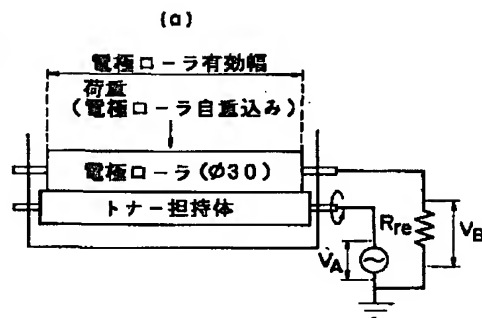 (a)
電極ローラ有効幅
荷重
(電極ローラ自重込み)
電極ローラ(Φ30)
トナー担持体
Rre
VA
VB